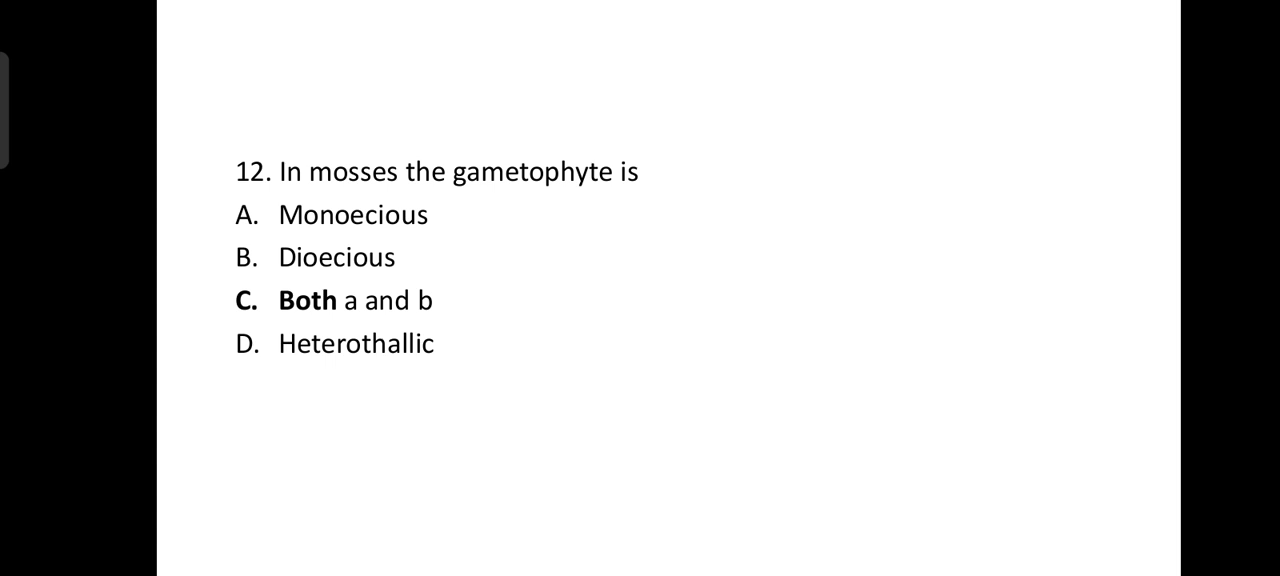 12. In mosses the gametophyte is
A. Monoecious
B. Dioecious
C. Both a and b
D. Heterothallic